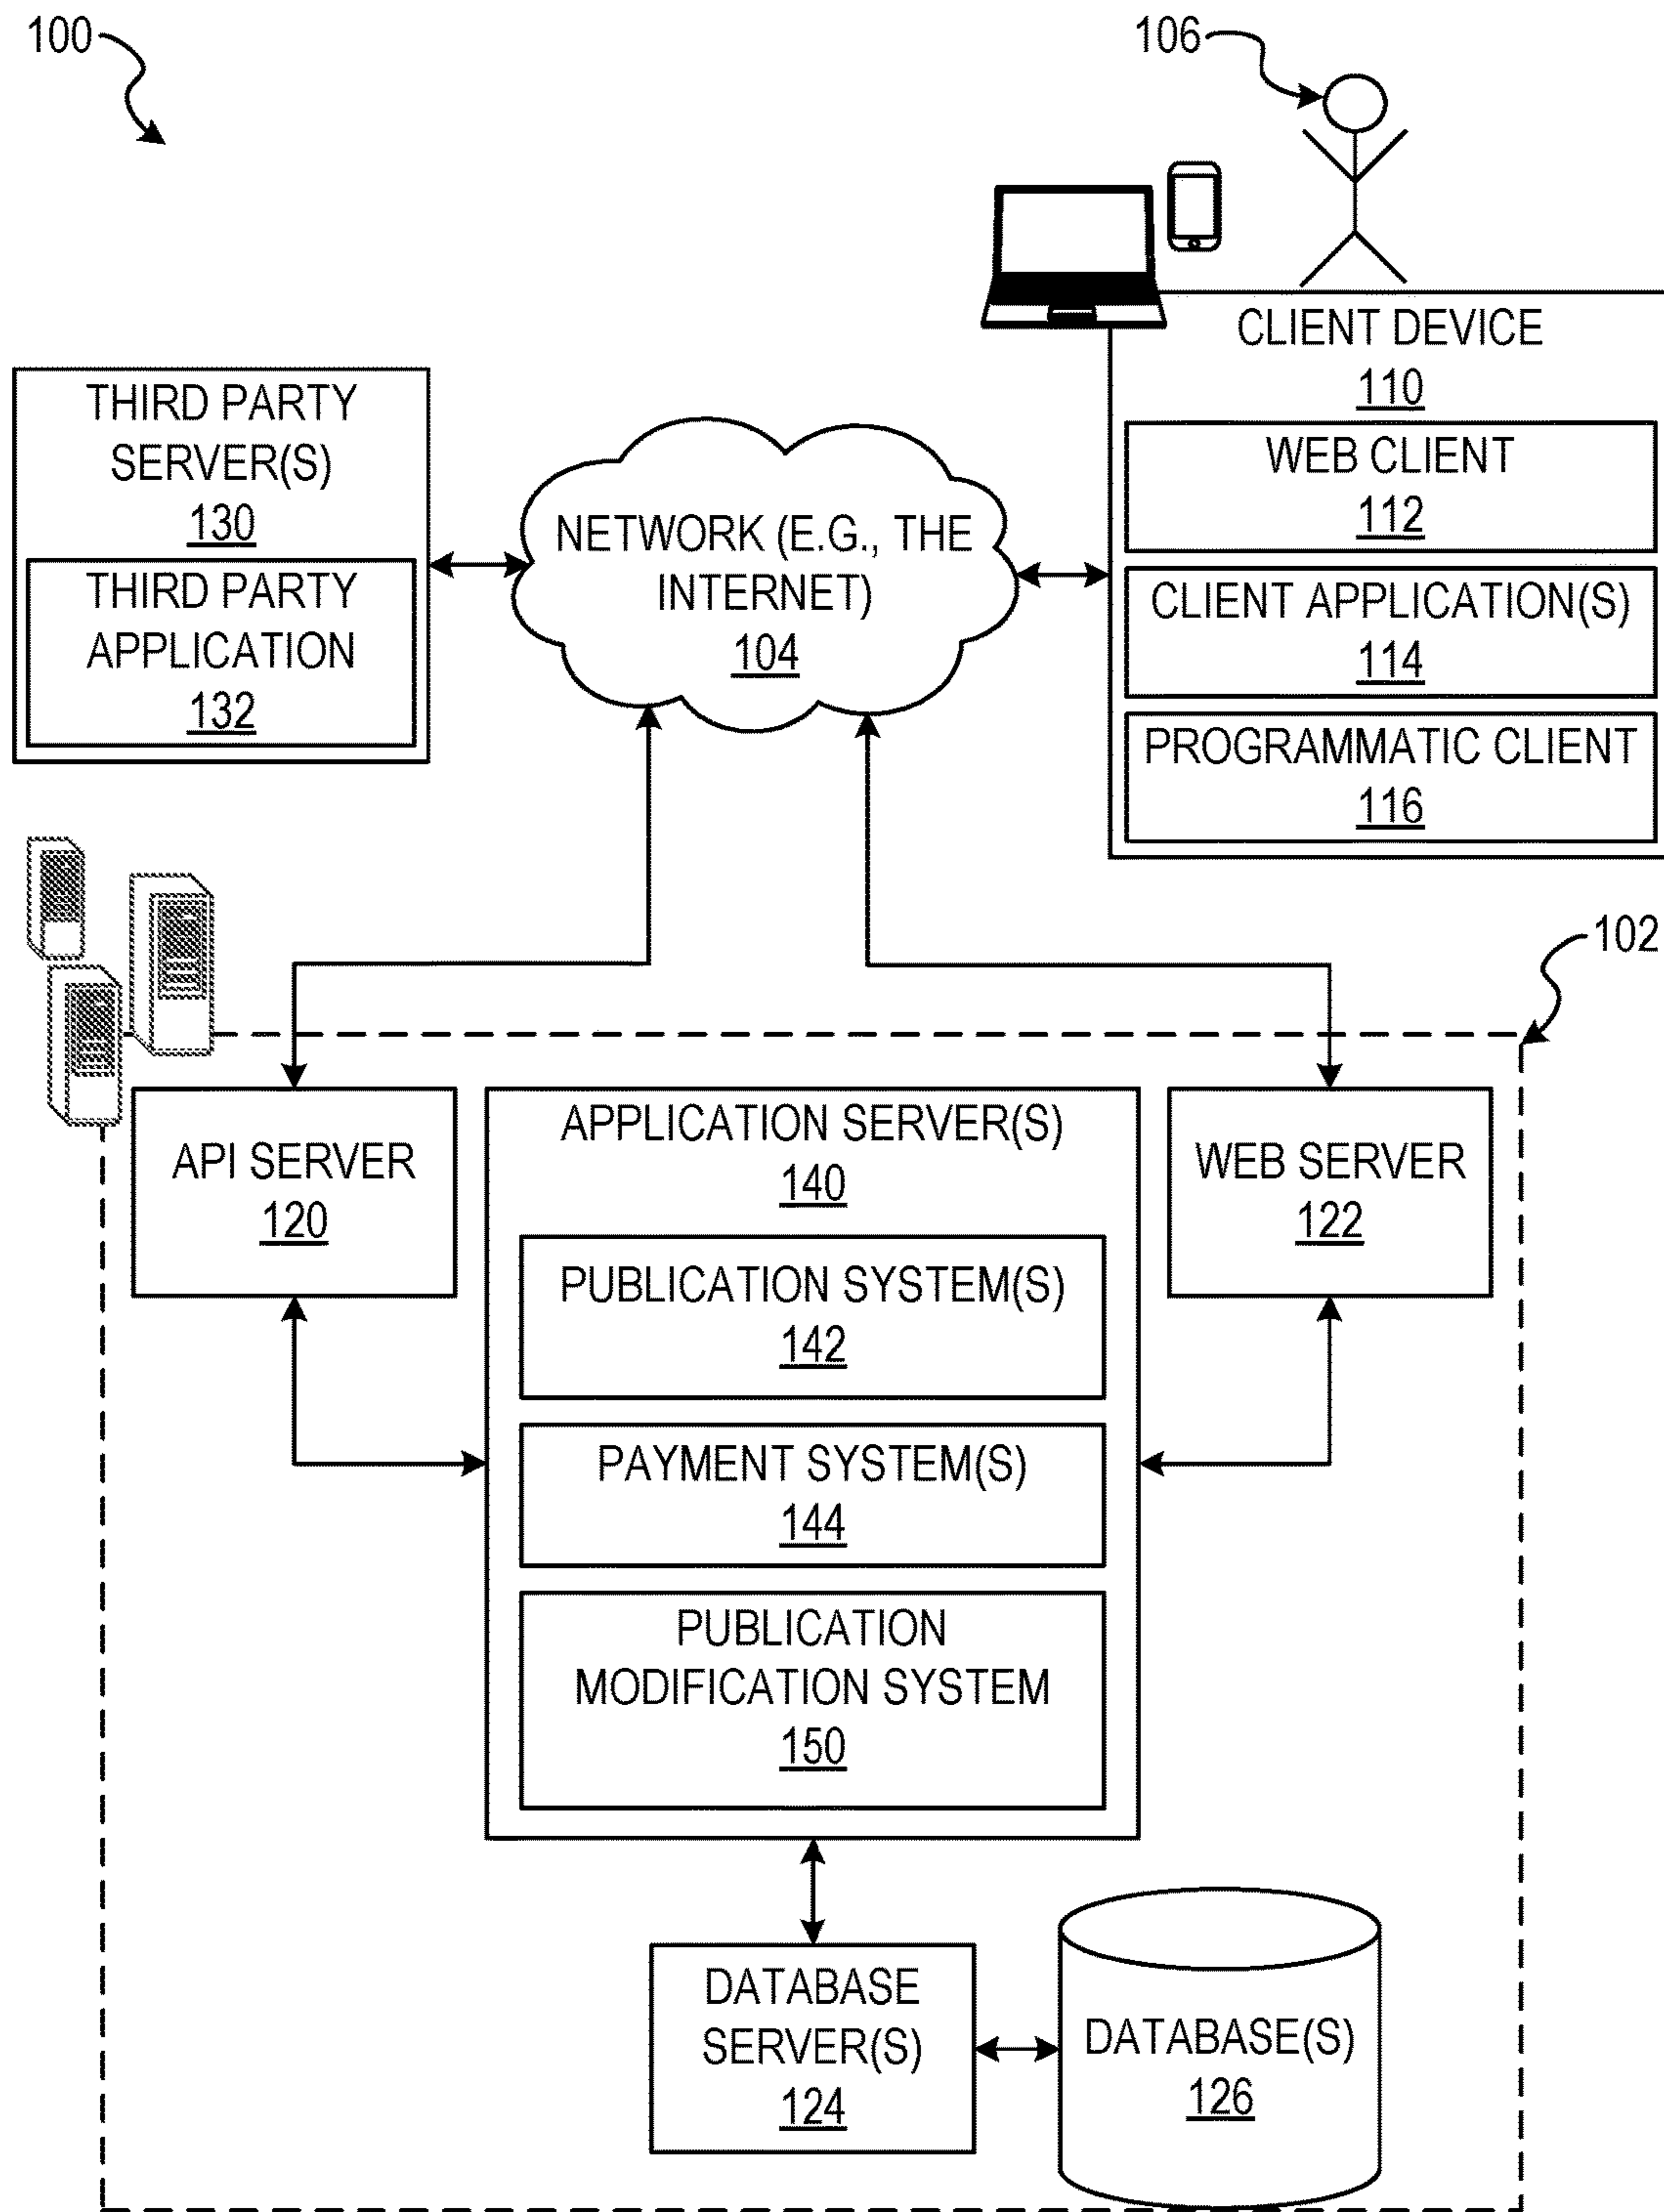 100
106
CLIENT DEVICE
110
WEB CLIENT
112
CLIENT APPLICATION(S)
114
PROGRAMMATIC CLIENT
116
THIRD PARTY
SERVER(S)
130
THIRD PARTY
APPLICATION
132
NETWORK (E.G., THE
INTERNET)
104
102
API SERVER
120
APPLICATION SERVER(S)
140
PUBLICATION SYSTEM(S)
142
PAYMENT SYSTEM(S)
144
PUBLICATION
MODIFICATION SYSTEM
150
WEB SERVER
122
DATABASE
SERVER(S)
124
DATABASE(S)
126